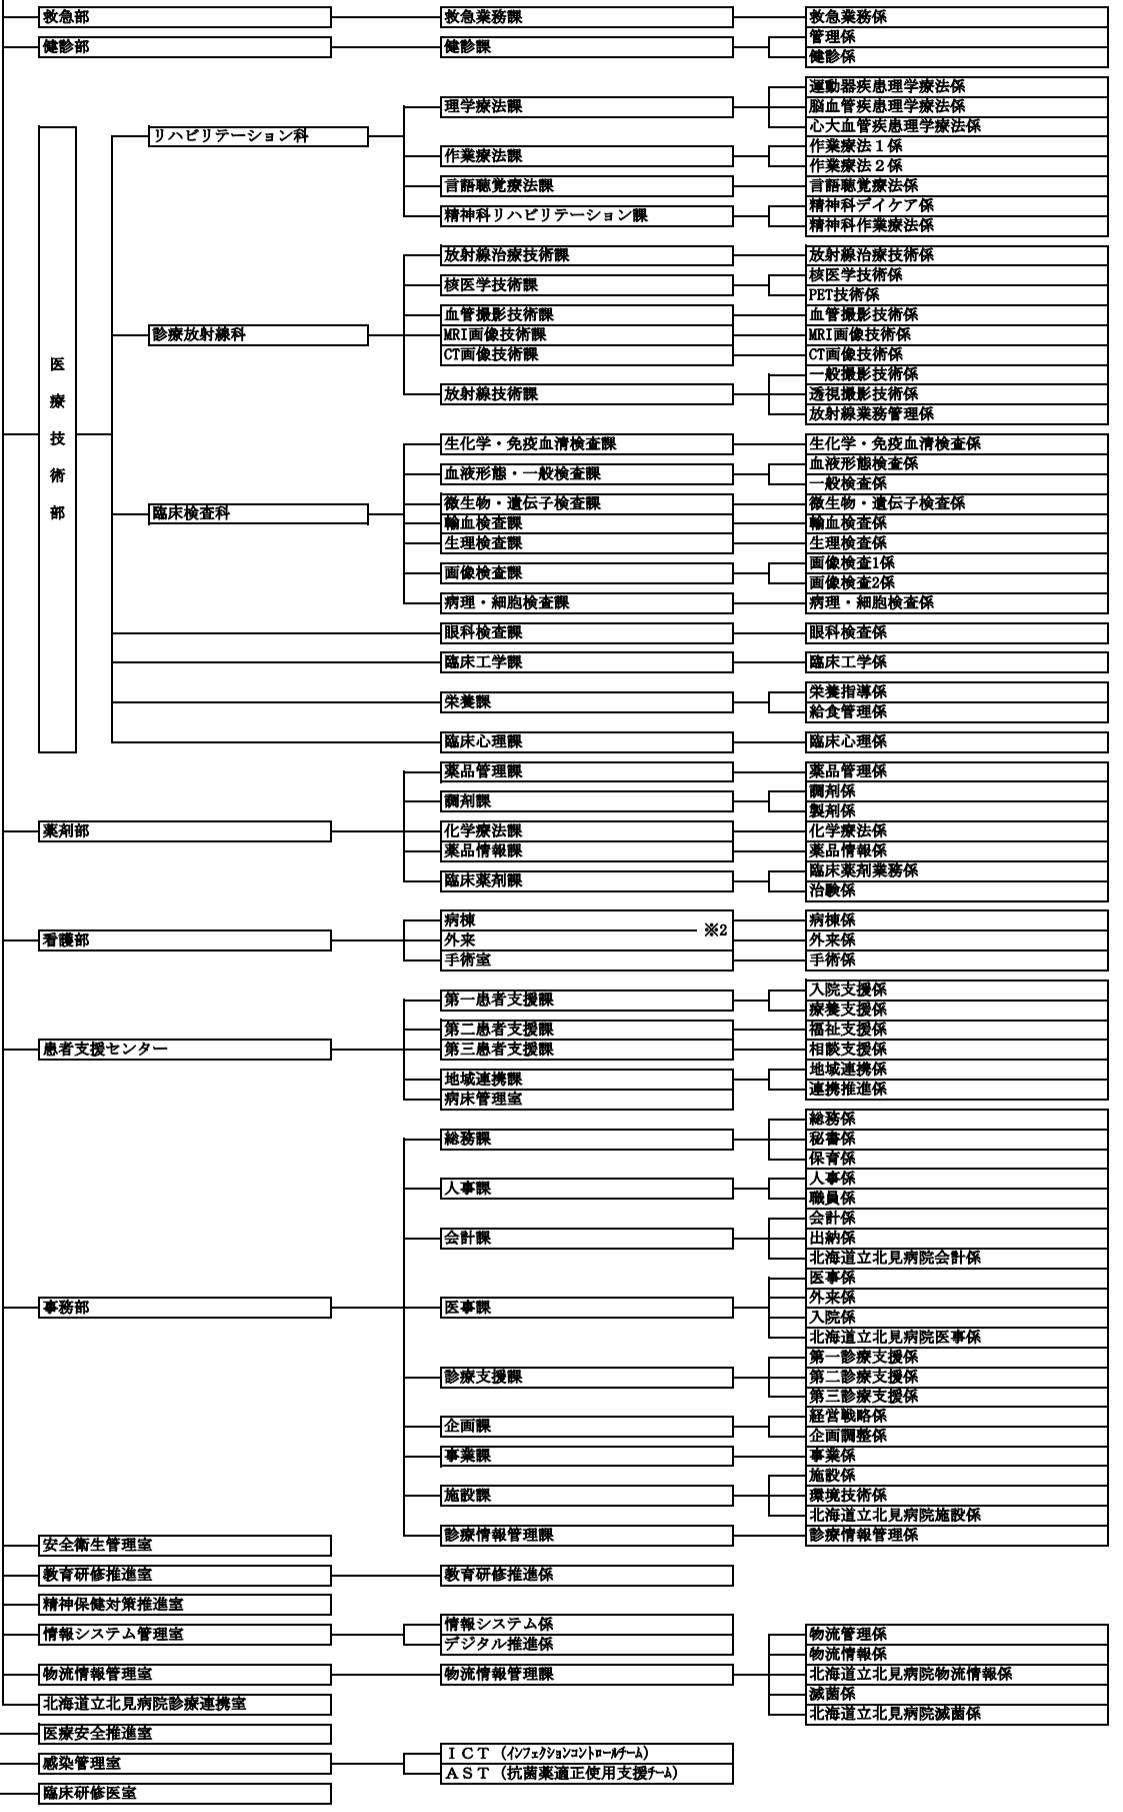 救急部 救急業務課 救急業務係
管理係
健診部 健診課
健診係
運動器疾患理学療法係
理学療法課 脳血管疾患理学療法係
心大血管疾患理学療法係
リハビリテーション科
作業療法1係
作業療法課
作業療法2係
言語聴覚療法課 言語聴覚療法係
精神科デイケア係
精神科リハビリテーション課
精神科作業療法係
放射線治療技術課 放射線治療技術係
核医学技術係
核医学技術課
PET技術係
血管撮影技術課 血管撮影技術係
診療放射線科 MRI画像技術課 MRI画像技術係
CT画像技術課 CT画像技術係
医療技術部
一般撮影技術係
放射線技術課 透視撮影技術係
放射線業務管理係
生化学・免疫血清検査課 生化学・免疫血清検査係
血液形態検査係
血液形態・一般検査課
一般検査係
微生物・遺伝子検査課 微生物・遺伝子検査係
臨床検査科
輸血検査課 輸血検査係
生理検査課 生理検査係
画像検査1係
画像検査課
画像検査2係
病理・細胞検査課 病理・細胞検査係
眼科検査課 眼科検査係
臨床工学課 臨床工学係
栄養指導係
栄養課
給食管理係
臨床心理課 臨床心理係
薬品管理課 薬品管理係
調剤係
調剤課
製剤係
薬剤部 化学療法課 化学療法係
薬品情報課 薬品情報係
臨床薬剤業務係
臨床薬剤課
治験係
病棟 病棟係
※2
看護部 外来 外来係
手術室 手術係
入院支援係
第一患者支援課
療養支援係
第二患者支援課 福祉支援係
患者支援センター 第三患者支援課 相談支援係
地域連携係
地域連携課
連携推進係
病床管理室
総務係
総務課 秘書係
保育係
人事係
人事課
職員係
会計係
会計課 出納係
北海道立北見病院会計係
医事係
外来係
事務部 医事課
入院係
北海道立北見病院医事係
第一診療支援係
診療支援課 第二診療支援係
第三診療支援係
経営戦略係
企画課
企画調整係
事業課 事業係
施設係
施設課 環境技術係
北海道立北見病院施設係
診療情報管理課 診療情報管理係
安全衛生管理室
教育研修推進室 教育研修推進係
精神保健対策推進室
情報システム係
情報システム管理室 物流管理係
デジタル推進係
物流情報係
物流情報管理室 物流情報管理課 北海道立北見病院物流情報係
滅菌係
北海道立北見病院診療連携室
北海道立北見病院滅菌係
医療安全推進室
ICT(インフェクションコントロールチーム)
感染管理室
AST(抗菌薬適正使用支援チーム)
臨床研修医室